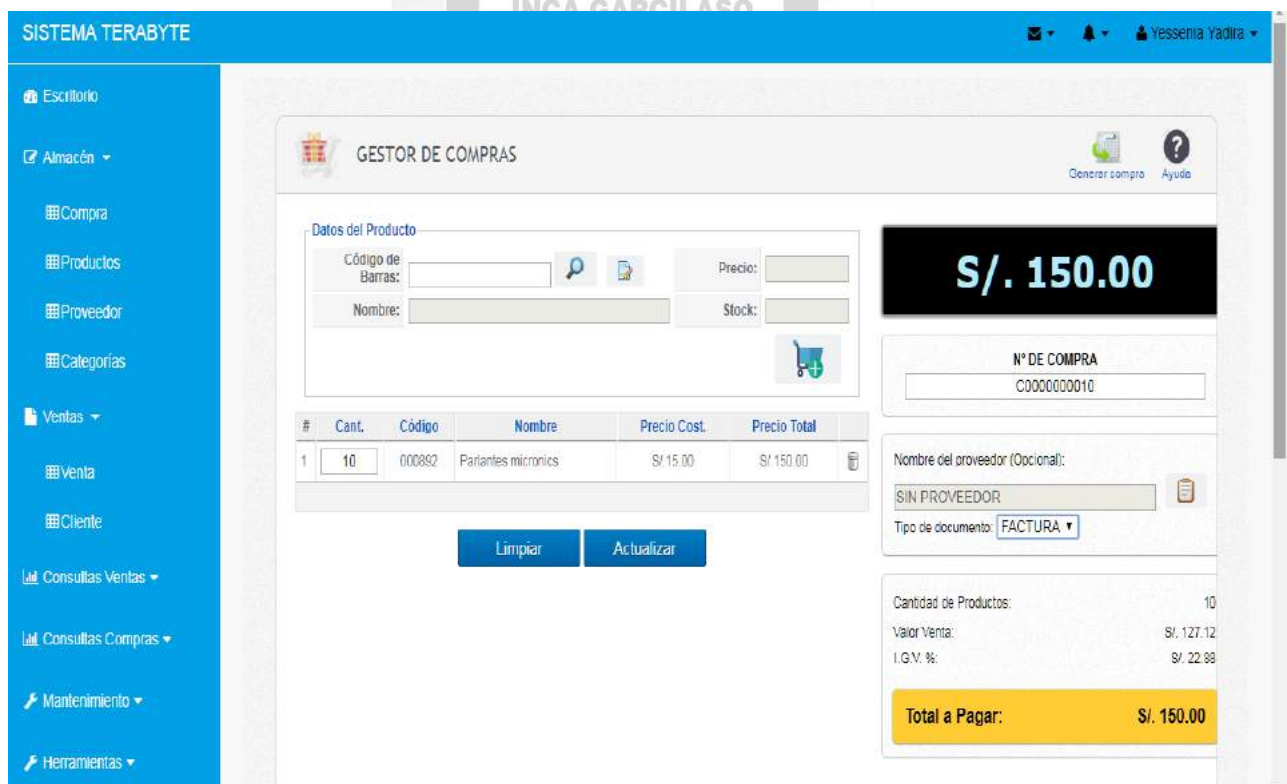 INCA GARCILASO
SISTEMA TERABYTE
Yessenia Yadira
Escritorio
Almacén
Compra
Productos
Proveedor
Categorías
Ventas
Venta
Cliente
Consultas Ventas
Consultas Compras
Mantenimiento
Herramientas
GESTOR DE COMPRAS
Generar compra
Ayuda
Datos del Producto
Código de
Barras:
Precio:
Nombre:
Stock:
# Cant. Código Nombre Precio Cost. Precio Total
1 10 000892 Parlantes micronics S/ 15.00 S/ 150.00
Limpiar
Actualizar
S/. 150.00
N° DE COMPRA
C0000000010
Nombre del proveedor (Opcional):
SIN PROVEEDOR
Tipo de documento: FACTURA
Cantidad de Productos: 10
Valor Venta: S/. 127.12
I.G.V. %: S/. 22.88
Total a Pagar: S/. 150.00